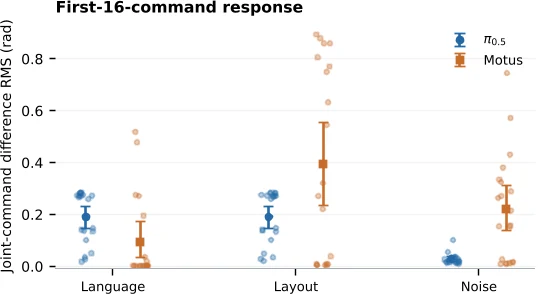 First-16-command response
Joint-command difference RMS (rad)
0.8
0.6
0.4
0.2
0.0
π0.5
Motus
Language
Layout
Noise